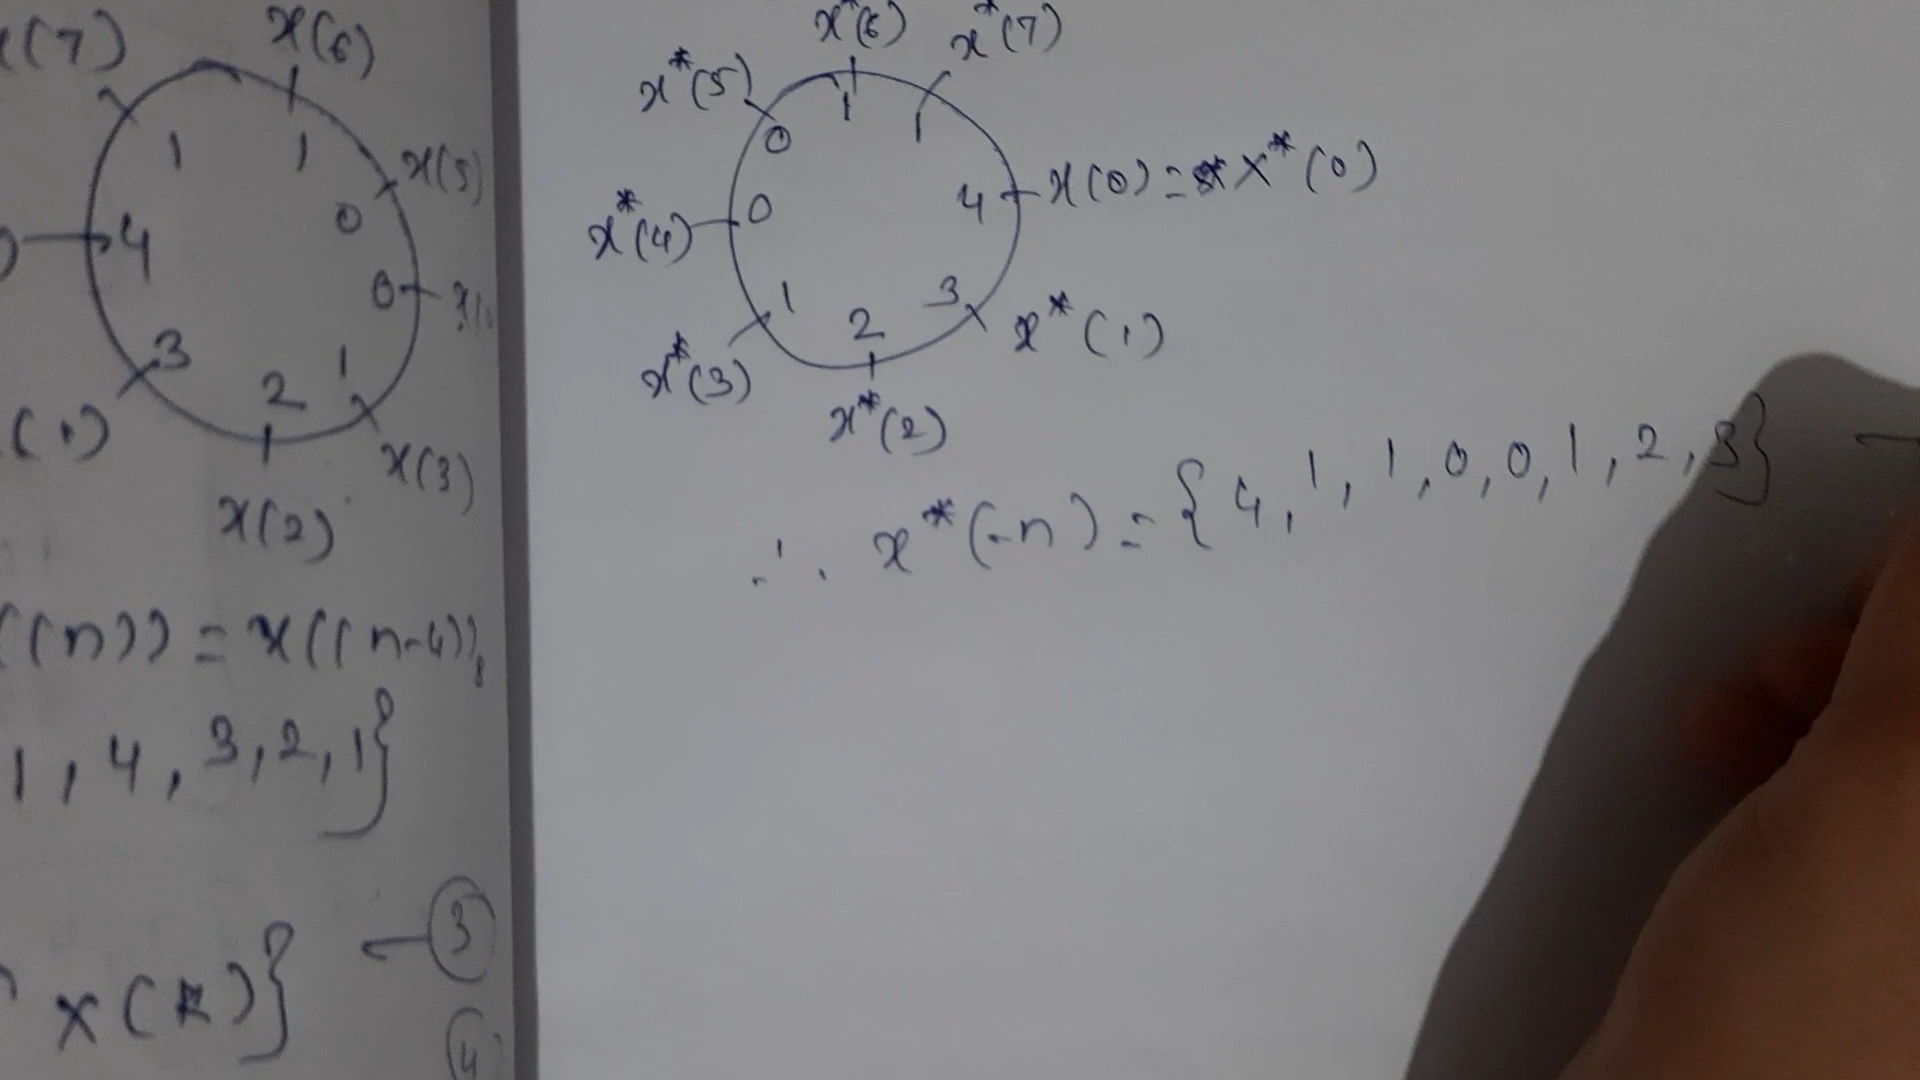 x(6)
(7)
1
1
x(5)
0
4
0
3
1
2
(1)
x(3)
x(2)
((n)) = x((n-4))8
1, 4, 3, 2, 1}
x(k)}
3
4
x*(6)
x*(7)
x*(5)
1
1
0
x*(4)
0
4
x(0) = x*(0)
1
2
3
x*(1)
x*(3)
x*(2)
∴ x*(-n) = {4, 1, 1, 0, 0, 1, 2, 3}